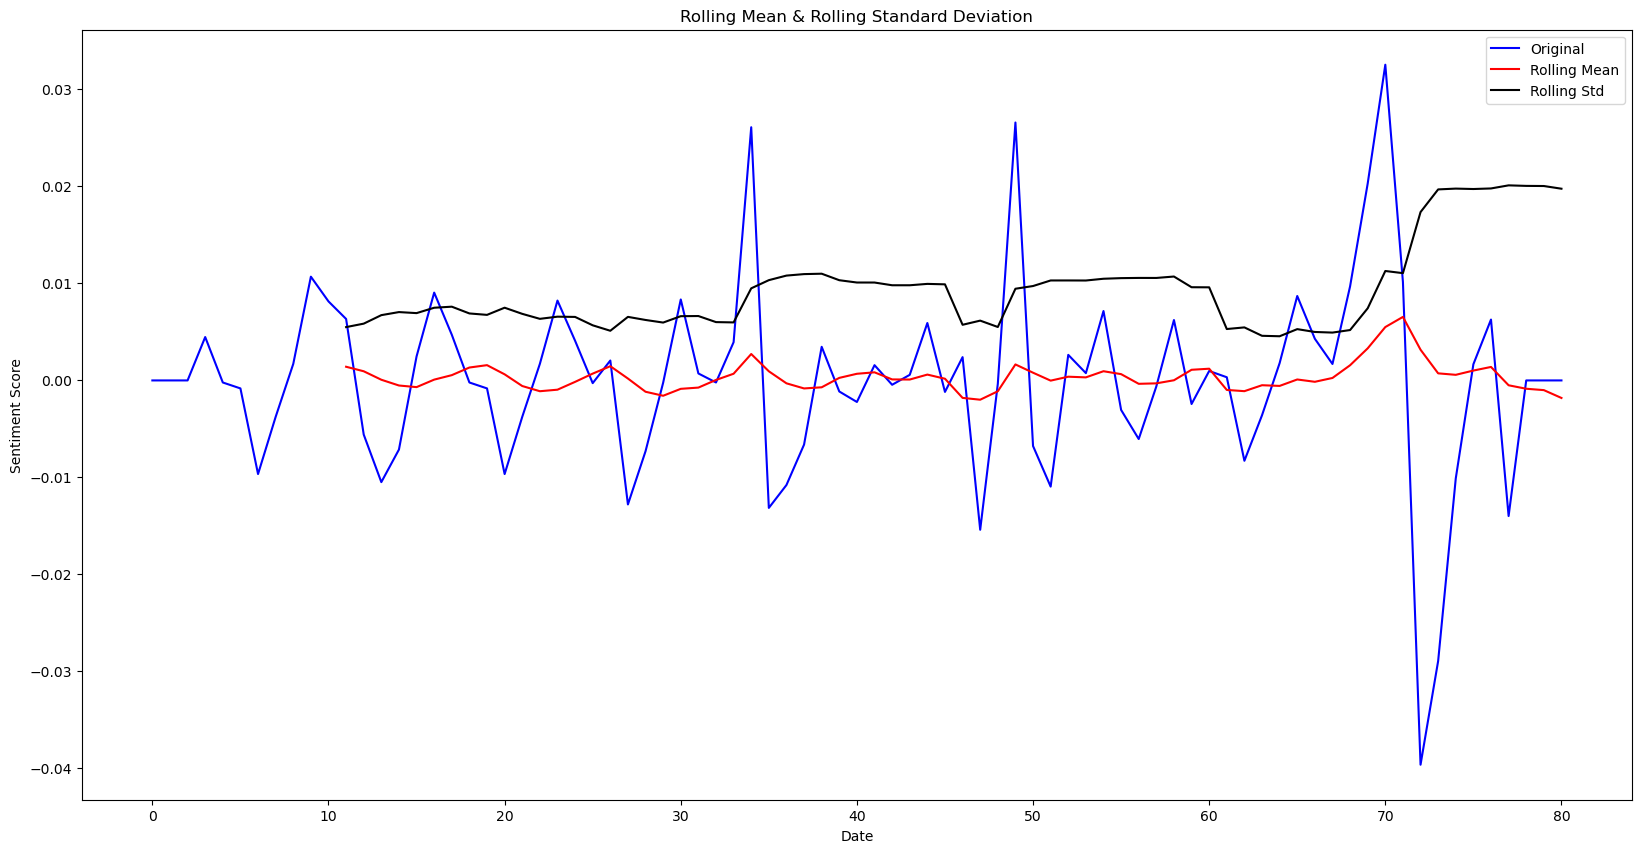 Rolling Mean & Rolling Standard Deviation
Original
Rolling Mean
Rolling Std
0.03
0.02
0.01
0.00
−0.01
−0.02
−0.03
−0.04
Sentiment Score
0 10 20 30 40 50 60 70 80
Date